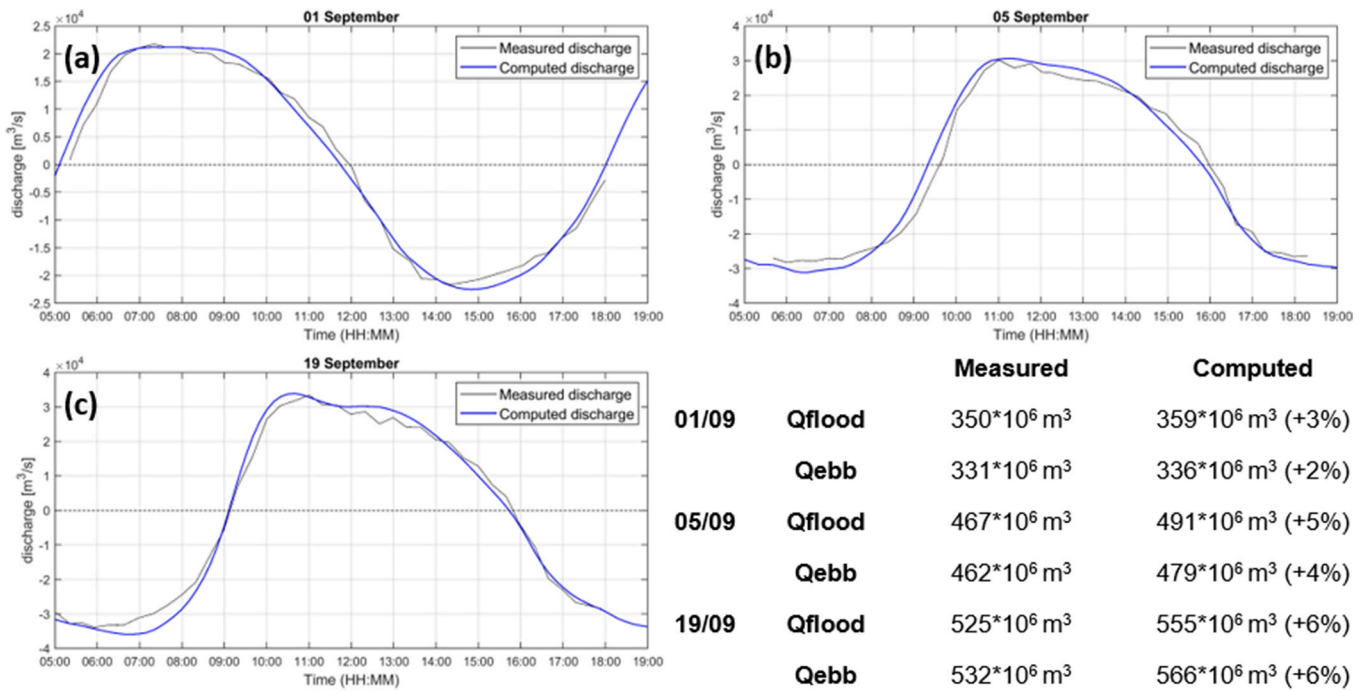 01 September
×10⁴
(a)
Measured discharge
Computed discharge
2.5
2
1.5
1
0.5
0
-0.5
-1
-1.5
-2
-2.5
discharge [m³/s]
05:00 06:00 07:00 08:00 09:00 10:00 11:00 12:00 13:00 14:00 15:00 16:00 17:00 18:00 19:00
Time (HH:MM)
05 September
×10⁴
(b)
Measured discharge
Computed discharge
4
3
2
1
0
-1
-2
-3
-4
discharge [m³/s]
05:00 06:00 07:00 08:00 09:00 10:00 11:00 12:00 13:00 14:00 15:00 16:00 17:00 18:00 19:00
Time (HH:MM)
19 September
×10⁴
(c)
Measured discharge
Computed discharge
4
3
2
1
0
-1
-2
-3
-4
discharge [m³/s]
05:00 06:00 07:00 08:00 09:00 10:00 11:00 12:00 13:00 14:00 15:00 16:00 17:00 18:00 19:00
Time (HH:MM)
Measured Computed
01/09 Qflood 350*10⁶ m³ 359*10⁶ m³ (+3%)
Qebb 331*10⁶ m³ 336*10⁶ m³ (+2%)
05/09 Qflood 467*10⁶ m³ 491*10⁶ m³ (+5%)
Qebb 462*10⁶ m³ 479*10⁶ m³ (+4%)
19/09 Qflood 525*10⁶ m³ 555*10⁶ m³ (+6%)
Qebb 532*10⁶ m³ 566*10⁶ m³ (+6%)